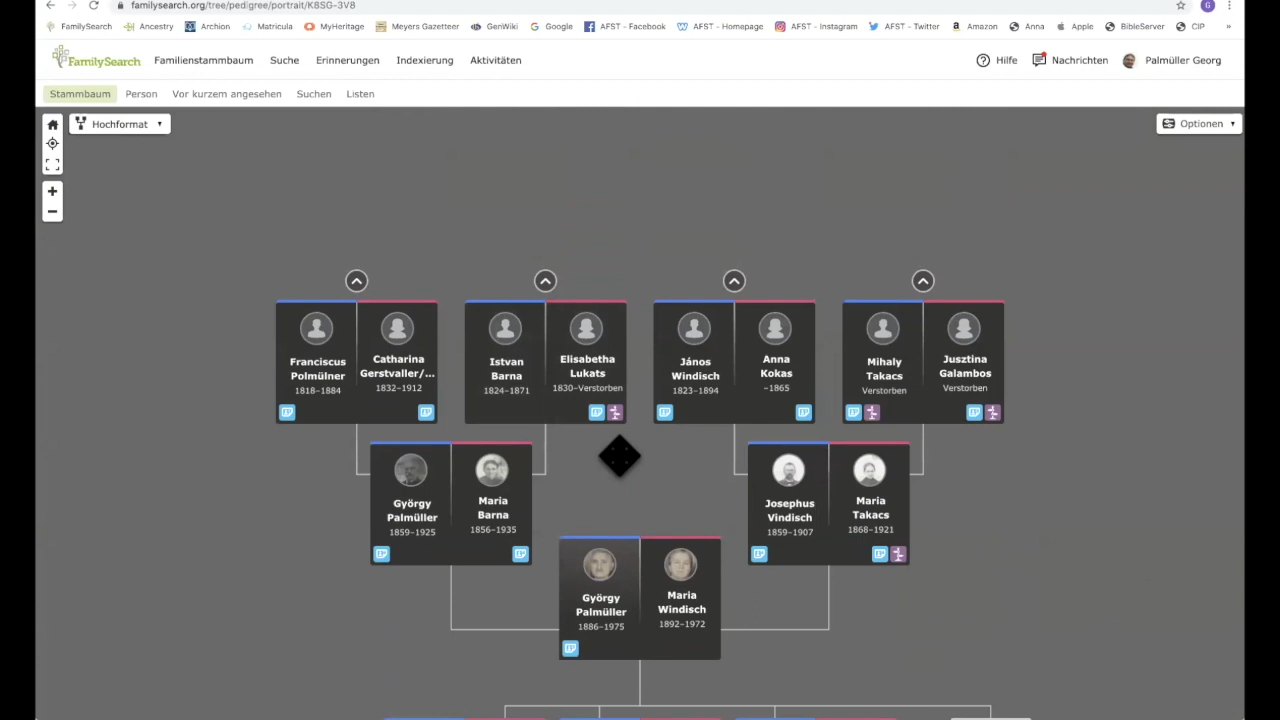 familysearch.org/tree/pedigree/portrait/K8SG-3V8
G
FamilySearch Ancestry Archion Matricula MyHeritage Meyers Gazetteer GenWiki Google AFST - Facebook AFST - Homepage AFST - Instagram AFST - Twitter Amazon Anna Apple BibleServer CIP »
FamilySearch Familienstammbaum Suche Erinnerungen Indexierung Aktivitäten Hilfe Nachrichten Palmüller Georg
Stammbaum Person Vor kurzem angesehen Suchen Listen
Hochformat
Optionen
Franciscus
Polmülner
1818–1884
Catharina
Gerstvaller/...
1832–1912
Istvan
Barna
1824–1871
Elisabetha
Lukats
1830–Verstorben
János
Windisch
1823–1894
Anna
Kokas
–1865
Mihaly
Takacs
Verstorben
Jusztina
Galambos
Verstorben
György
Palmüller
1859–1925
Maria
Barna
1856–1935
Josephus
Vindisch
1859–1907
Maria
Takacs
1868–1921
György
Palmüller
1886–1975
Maria
Windisch
1892–1972